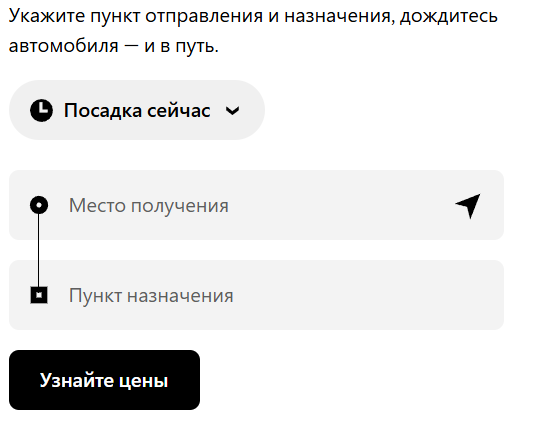 Укажите пункт отправления и назначения, дождитесь
автомобиля — и в путь.
Посадка сейчас
Место получения
Пункт назначения
Узнайте цены